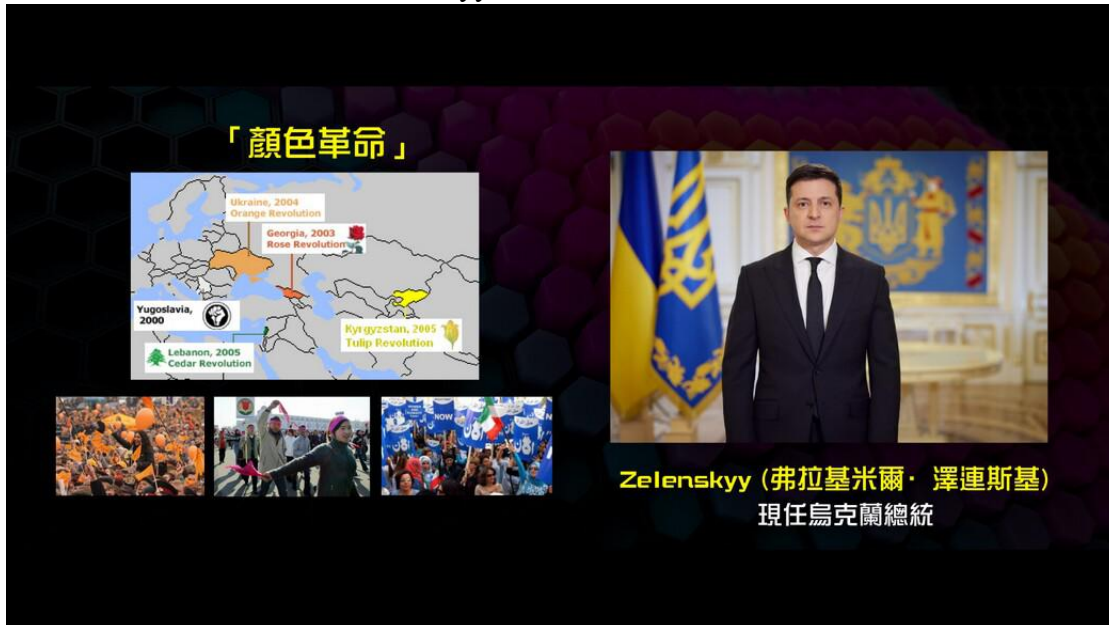 「顏色革命」
Ukraine, 2004
Orange Revolution
Georgia, 2003
Rose Revolution
Yugoslavia,
2000
Kyrgyzstan, 2005
Tulip Revolution
Lebanon, 2005
Cedar Revolution
NOW
Zelenskyy (弗拉基米爾· 澤連斯基)
現任烏克蘭總統